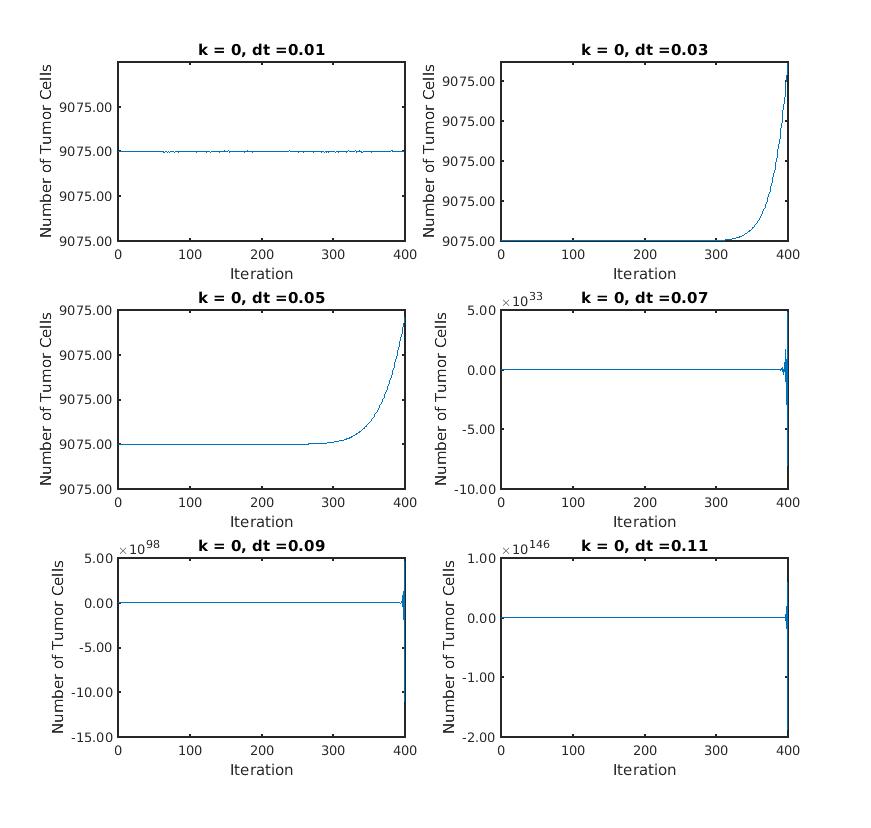 k = 0, dt =0.01
Number of Tumor Cells
9075.00
9075.00
9075.00
9075.00
0 100 200 300 400
Iteration
k = 0, dt =0.03
Number of Tumor Cells
9075.00
9075.00
9075.00
9075.00
9075.00
0 100 200 300 400
Iteration
k = 0, dt =0.05
Number of Tumor Cells
9075.00
9075.00
9075.00
9075.00
9075.00
0 100 200 300 400
Iteration
×10^33 k = 0, dt =0.07
Number of Tumor Cells
5.00
0.00
-5.00
-10.00
0 100 200 300 400
Iteration
×10^98 k = 0, dt =0.09
Number of Tumor Cells
5.00
0.00
-5.00
-10.00
-15.00
0 100 200 300 400
Iteration
×10^146 k = 0, dt =0.11
Number of Tumor Cells
1.00
0.00
-1.00
-2.00
0 100 200 300 400
Iteration